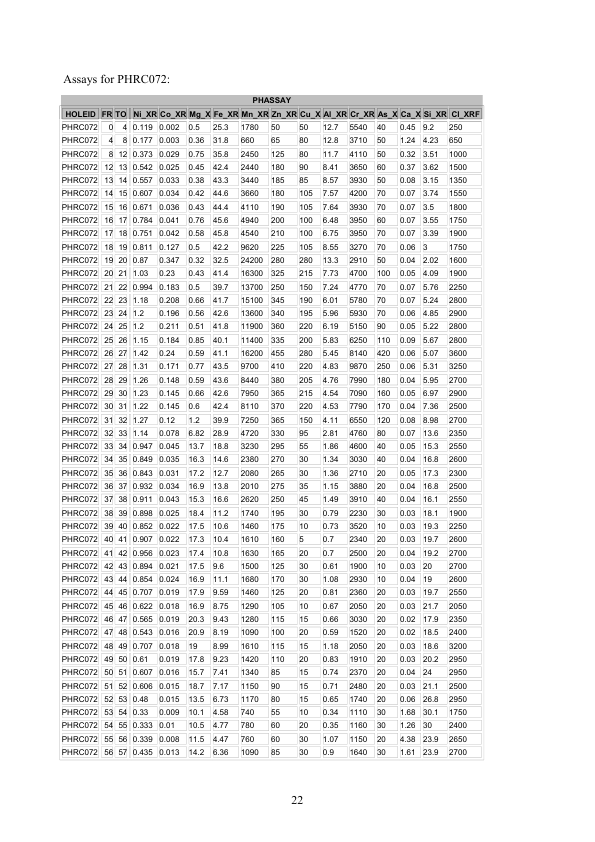 Assays for PHRC072:
PHASSAY
HOLEID FR TO Ni_XR Co_XR Mg_X Fe_XR Mn_XR Zn_XR Cu_X Al_XR Cr_XR As_X Ca_X Si_XR Cl_XRF
PHRC072 0 4 0.119 0.002 0.5 25.3 1780 50 50 12.7 5540 40 0.45 9.2 250
PHRC072 4 8 0.177 0.003 0.36 31.8 660 65 80 12.8 3710 50 1.24 4.23 650
PHRC072 8 12 0.373 0.029 0.75 35.8 2450 125 80 11.7 4110 50 0.32 3.51 1000
PHRC072 12 13 0.542 0.025 0.45 42.4 2440 180 90 8.41 3650 60 0.37 3.62 1500
PHRC072 13 14 0.557 0.033 0.38 43.3 3440 185 85 8.57 3930 50 0.08 3.15 1350
PHRC072 14 15 0.607 0.034 0.42 44.6 3660 180 105 7.57 4200 70 0.07 3.74 1550
PHRC072 15 16 0.671 0.036 0.43 44.4 4110 190 105 7.64 3930 70 0.07 3.5 1800
PHRC072 16 17 0.784 0.041 0.76 45.6 4940 200 100 6.48 3950 60 0.07 3.55 1750
PHRC072 17 18 0.751 0.042 0.58 45.8 4540 210 100 6.75 3950 70 0.07 3.39 1900
PHRC072 18 19 0.811 0.127 0.5 42.2 9620 225 105 8.55 3270 70 0.06 3 1750
PHRC072 19 20 0.87 0.347 0.32 32.5 24200 280 280 13.3 2910 50 0.04 2.02 1600
PHRC072 20 21 1.03 0.23 0.43 41.4 16300 325 215 7.73 4700 100 0.05 4.09 1900
PHRC072 21 22 0.994 0.183 0.5 39.7 13700 250 150 7.24 4770 70 0.07 5.76 2250
PHRC072 22 23 1.18 0.208 0.66 41.7 15100 345 190 6.01 5780 70 0.07 5.24 2800
PHRC072 23 24 1.2 0.196 0.56 42.6 13600 340 195 5.96 5930 70 0.06 4.85 2900
PHRC072 24 25 1.2 0.211 0.51 41.8 11900 360 220 6.19 5150 90 0.05 5.22 2800
PHRC072 25 26 1.15 0.184 0.85 40.1 11400 335 200 5.83 6250 110 0.09 5.67 2800
PHRC072 26 27 1.42 0.24 0.59 41.1 16200 455 280 5.45 8140 420 0.06 5.07 3600
PHRC072 27 28 1.31 0.171 0.77 43.5 9700 410 220 4.83 9870 250 0.06 5.31 3250
PHRC072 28 29 1.26 0.148 0.59 43.6 8440 380 205 4.76 7990 180 0.04 5.95 2700
PHRC072 29 30 1.23 0.145 0.66 42.6 7950 365 215 4.54 7090 160 0.05 6.97 2900
PHRC072 30 31 1.22 0.145 0.6 42.4 8110 370 220 4.53 7790 170 0.04 7.36 2500
PHRC072 31 32 1.27 0.12 1.2 39.9 7250 365 150 4.11 6550 120 0.08 8.98 2700
PHRC072 32 33 1.14 0.078 6.82 28.9 4720 330 95 2.81 4760 80 0.07 13.6 2350
PHRC072 33 34 0.947 0.045 13.7 18.8 3230 295 55 1.86 4600 40 0.05 15.3 2550
PHRC072 34 35 0.849 0.035 16.3 14.6 2380 270 30 1.34 3030 40 0.04 16.8 2600
PHRC072 35 36 0.843 0.031 17.2 12.7 2080 265 30 1.36 2710 20 0.05 17.3 2300
PHRC072 36 37 0.932 0.034 16.9 13.8 2010 275 35 1.15 3880 20 0.04 16.8 2500
PHRC072 37 38 0.911 0.043 15.3 16.6 2620 250 45 1.49 3910 40 0.04 16.1 2550
PHRC072 38 39 0.898 0.025 18.4 11.2 1740 195 30 0.79 2230 30 0.03 18.1 1900
PHRC072 39 40 0.852 0.022 17.5 10.6 1460 175 10 0.73 3520 10 0.03 19.3 2250
PHRC072 40 41 0.907 0.022 17.3 10.4 1610 160 5 0.7 2340 20 0.03 19.7 2600
PHRC072 41 42 0.956 0.023 17.4 10.8 1630 165 20 0.7 2500 20 0.04 19.2 2700
PHRC072 42 43 0.894 0.021 17.5 9.6 1500 125 30 0.61 1900 10 0.03 20 2700
PHRC072 43 44 0.854 0.024 16.9 11.1 1680 170 30 1.08 2930 10 0.04 19 2600
PHRC072 44 45 0.707 0.019 17.9 9.59 1460 125 20 0.81 2360 20 0.03 19.7 2550
PHRC072 45 46 0.622 0.018 16.9 8.75 1290 105 10 0.67 2050 20 0.03 21.7 2050
PHRC072 46 47 0.565 0.019 20.3 9.43 1280 115 15 0.66 3030 20 0.02 17.9 2350
PHRC072 47 48 0.543 0.016 20.9 8.19 1090 100 20 0.59 1520 20 0.02 18.5 2400
PHRC072 48 49 0.707 0.018 19 8.99 1610 115 15 1.18 2050 20 0.03 18.6 3200
PHRC072 49 50 0.61 0.019 17.8 9.23 1420 110 20 0.83 1910 20 0.03 20.2 2950
PHRC072 50 51 0.607 0.016 15.7 7.41 1340 85 15 0.74 2370 20 0.04 24 2950
PHRC072 51 52 0.606 0.015 18.7 7.17 1150 90 15 0.71 2480 20 0.03 21.1 2500
PHRC072 52 53 0.48 0.015 13.5 6.73 1170 80 15 0.65 1740 20 0.06 26.8 2950
PHRC072 53 54 0.33 0.009 10.1 4.58 740 55 10 0.34 1110 30 1.68 30.1 1750
PHRC072 54 55 0.333 0.01 10.5 4.77 780 60 20 0.35 1160 30 1.26 30 2400
PHRC072 55 56 0.339 0.008 11.5 4.47 760 60 30 1.07 1150 20 4.38 23.9 2650
PHRC072 56 57 0.435 0.013 14.2 6.36 1090 85 30 0.9 1640 30 1.61 23.9 2700
22